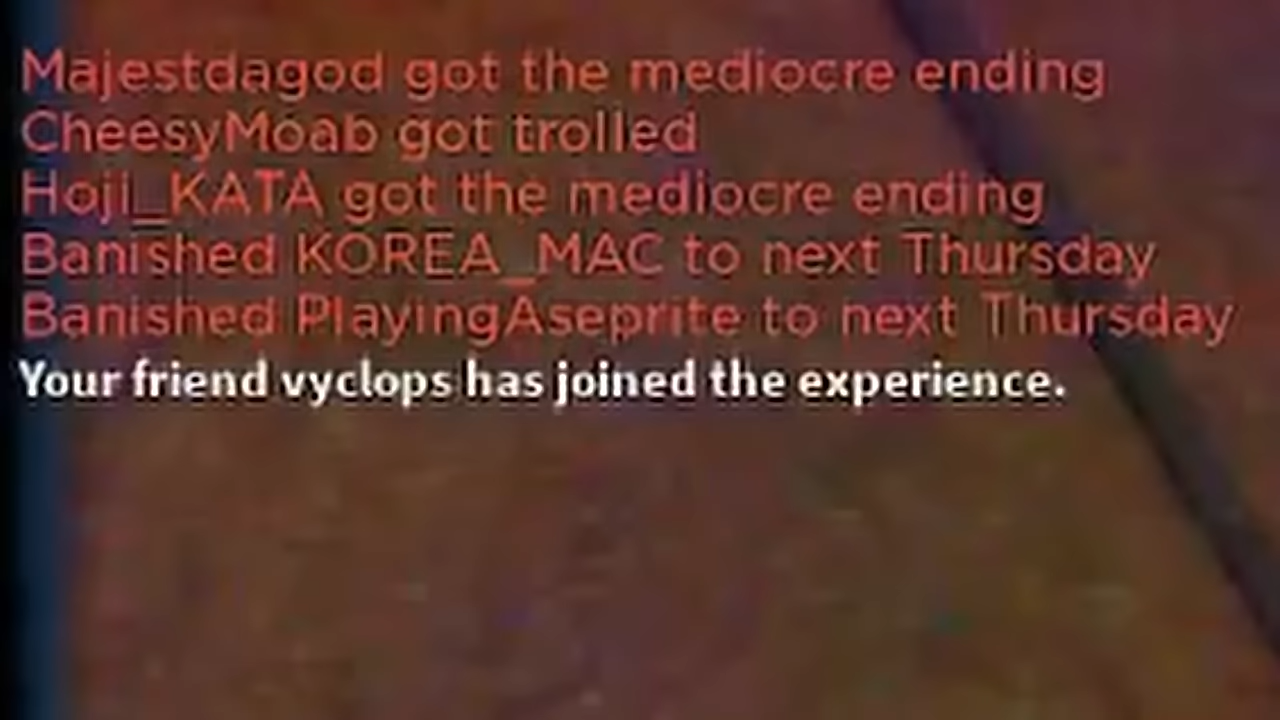 Majestdagod got the mediocre ending
CheesyMoab got trolled
Hoji_KATA got the mediocre ending
Banished KOREA_MAC to next Thursday
Banished PlayingAseprite to next Thursday
Your friend vyclops has joined the experience.